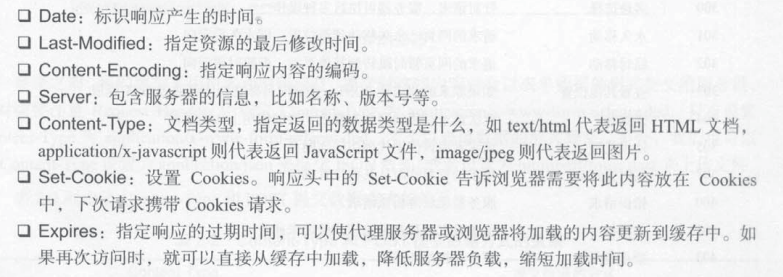 ❑ Date：标识响应产生的时间。
❑ Last-Modified：指定资源的最后修改时间。
❑ Content-Encoding：指定响应内容的编码。
❑ Server：包含服务器的信息，比如名称、版本号等。
❑ Content-Type：文档类型，指定返回的数据类型是什么，如 text/html 代表返回 HTML 文档，
application/x-javascript 则代表返回 JavaScript 文件，image/jpeg 则代表返回图片。
❑ Set-Cookie：设置 Cookies。响应头中的 Set-Cookie 告诉浏览器需要将此内容放在 Cookies
中，下次请求携带 Cookies 请求。
❑ Expires：指定响应的过期时间，可以使代理服务器或浏览器将加载的内容更新到缓存中。如
果再次访问时，就可以直接从缓存中加载，降低服务器负载，缩短加载时间。